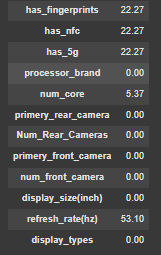 has_fingerprints 22.27
has_nfc 22.27
has_5g 22.27
processor_brand 0.00
num_core 5.37
primery_rear_camera 0.00
Num_Rear_Cameras 0.00
primery_front_camera 0.00
num_front_camera 0.00
display_size(inch) 0.00
refresh_rate(hz) 53.10
display_types 0.00